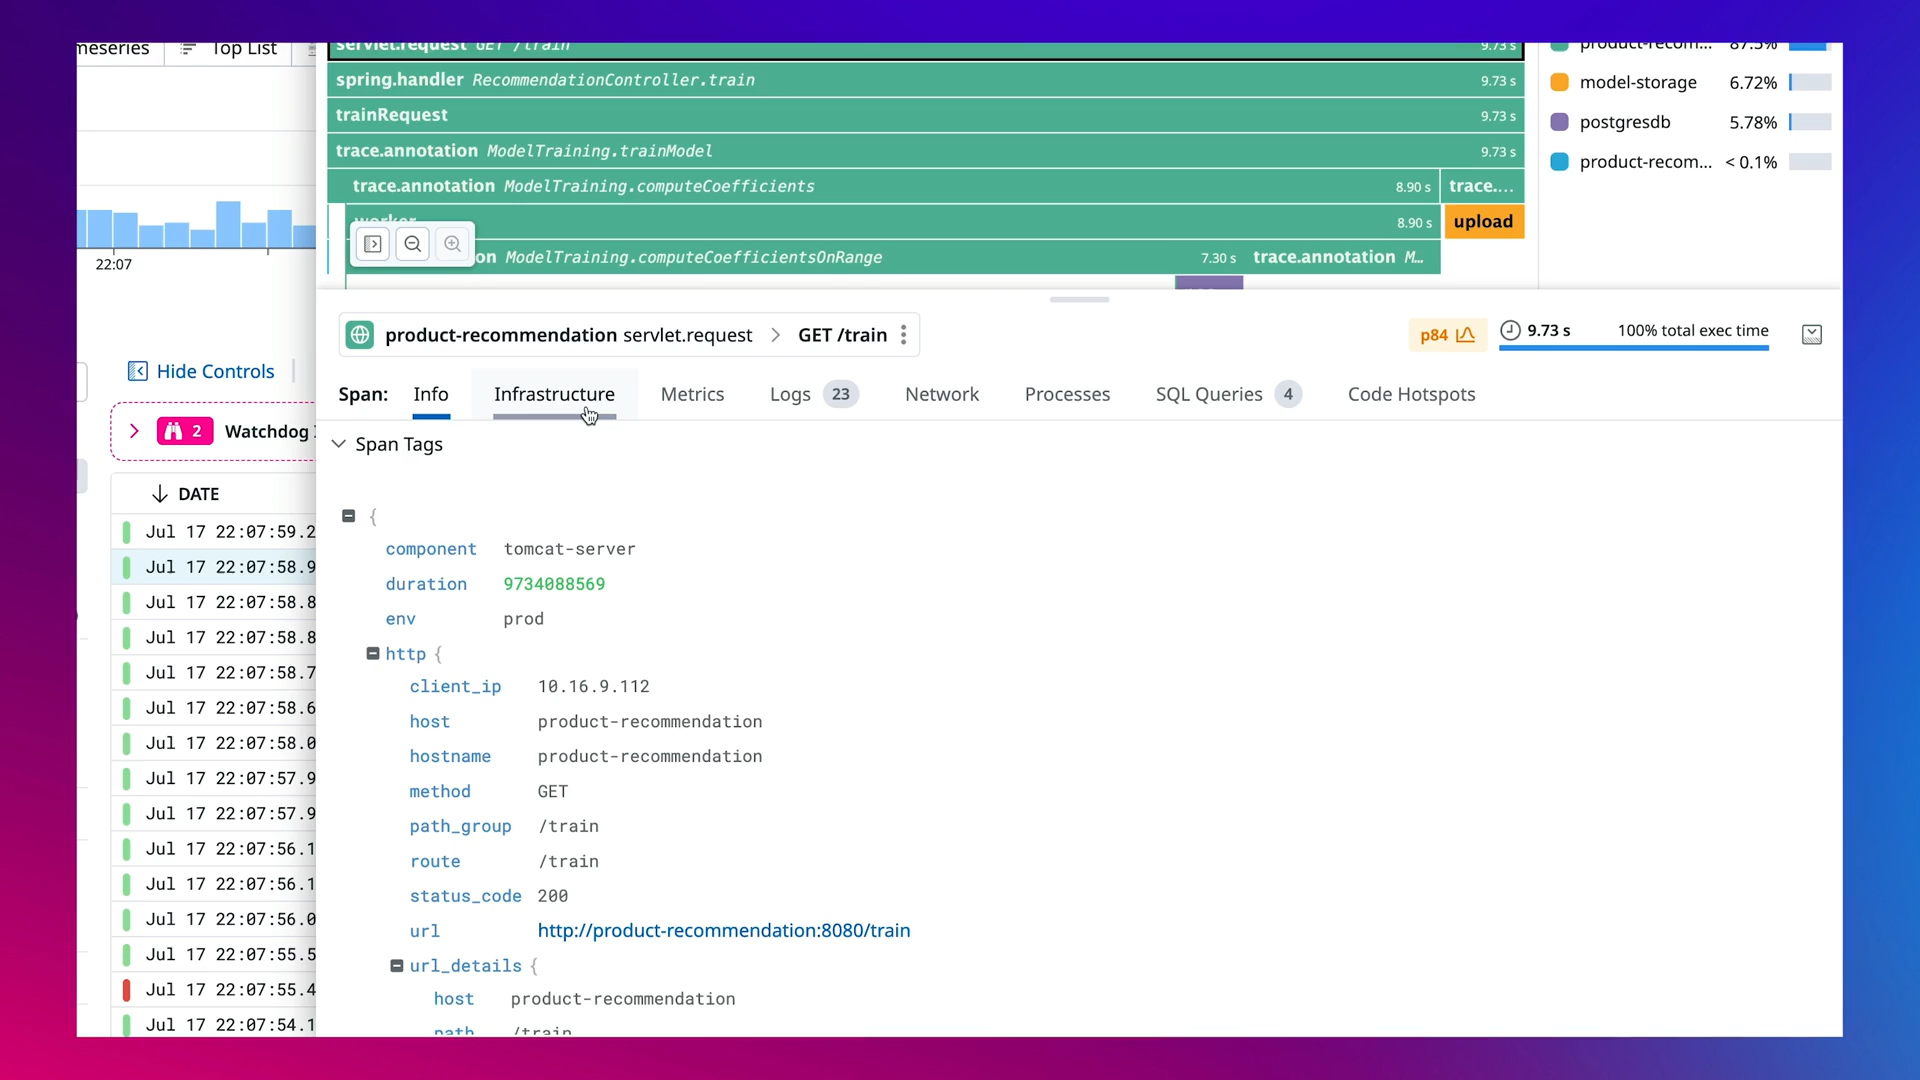 meseries
Top List
servlet.request GET /train 9.73 s
spring.handler RecommendationController.train 9.73 s
trainRequest 9.73 s
trace.annotation ModelTraining.trainModel 9.73 s
trace.annotation ModelTraining.computeCoefficients 8.90 s trace....
worker 8.90 s upload
on ModelTraining.computeCoefficientsOnRange 7.30 s trace.annotation M...
product-recom... 87.5%
model-storage 6.72%
postgresdb 5.78%
product-recom... < 0.1%
22:07
Hide Controls
2 Watchdog
DATE
Jul 17 22:07:59.2
Jul 17 22:07:58.9
Jul 17 22:07:58.8
Jul 17 22:07:58.8
Jul 17 22:07:58.7
Jul 17 22:07:58.6
Jul 17 22:07:58.0
Jul 17 22:07:57.9
Jul 17 22:07:57.9
Jul 17 22:07:56.1
Jul 17 22:07:56.1
Jul 17 22:07:56.0
Jul 17 22:07:55.5
Jul 17 22:07:55.4
Jul 17 22:07:54.1
product-recommendation servlet.request > GET /train
p84 9.73 s 100% total exec time
Span: Info Infrastructure Metrics Logs 23 Network Processes SQL Queries 4 Code Hotspots
Span Tags
{
component tomcat-server
duration 9734088569
env prod
http {
client_ip 10.16.9.112
host product-recommendation
hostname product-recommendation
method GET
path_group /train
route /train
status_code 200
url http://product-recommendation:8080/train
url_details {
host product-recommendation
path /train